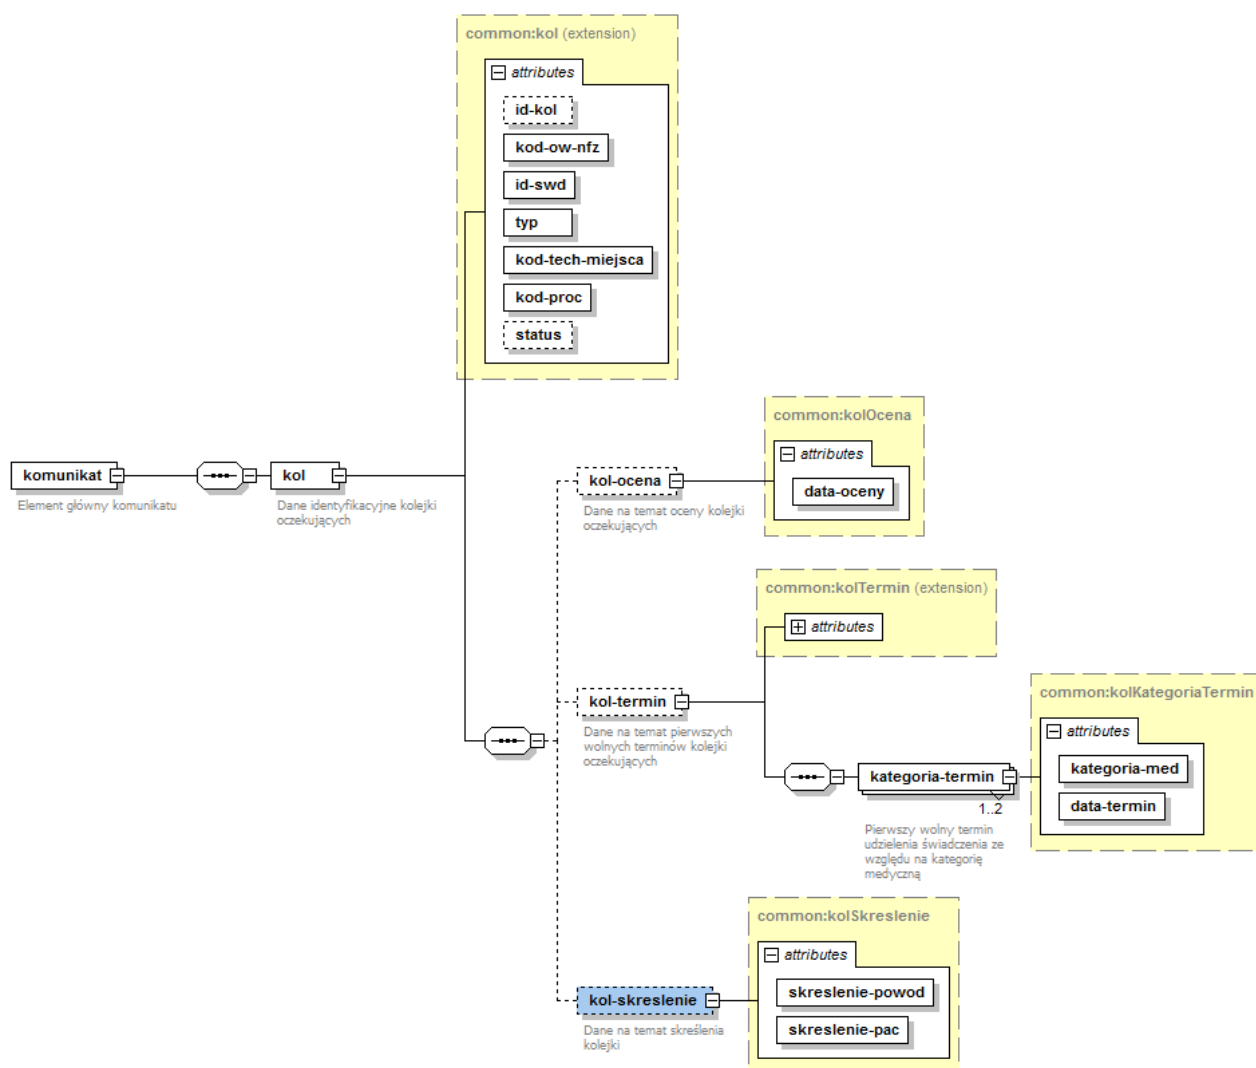 common:kol (extension)
attributes
id-kol
kod-ow-nfz
id-swd
typ
kod-tech-miejsca
kod-proc
status
komunikat
Element główny komunikatu
kol
Dane identyfikacyjne kolejki
oczekujących
common:kolOcena
attributes
data-oceny
kol-ocena
Dane na temat oceny kolejki
oczekujących
common:kolTermin (extension)
attributes
kol-termin
Dane na temat pierwszych
wolnych terminów kolejki
oczekujących
common:kolKategoriaTermin
attributes
kategoria-med
data-termin
kategoria-termin
1..2
Pierwszy wolny termin
udzielenia świadczenia ze
względu na kategorię
medyczną
common:kolSkreslenie
attributes
skreslenie-powod
skreslenie-pac
kol-skreslenie
Dane na temat skreślenia
kolejki